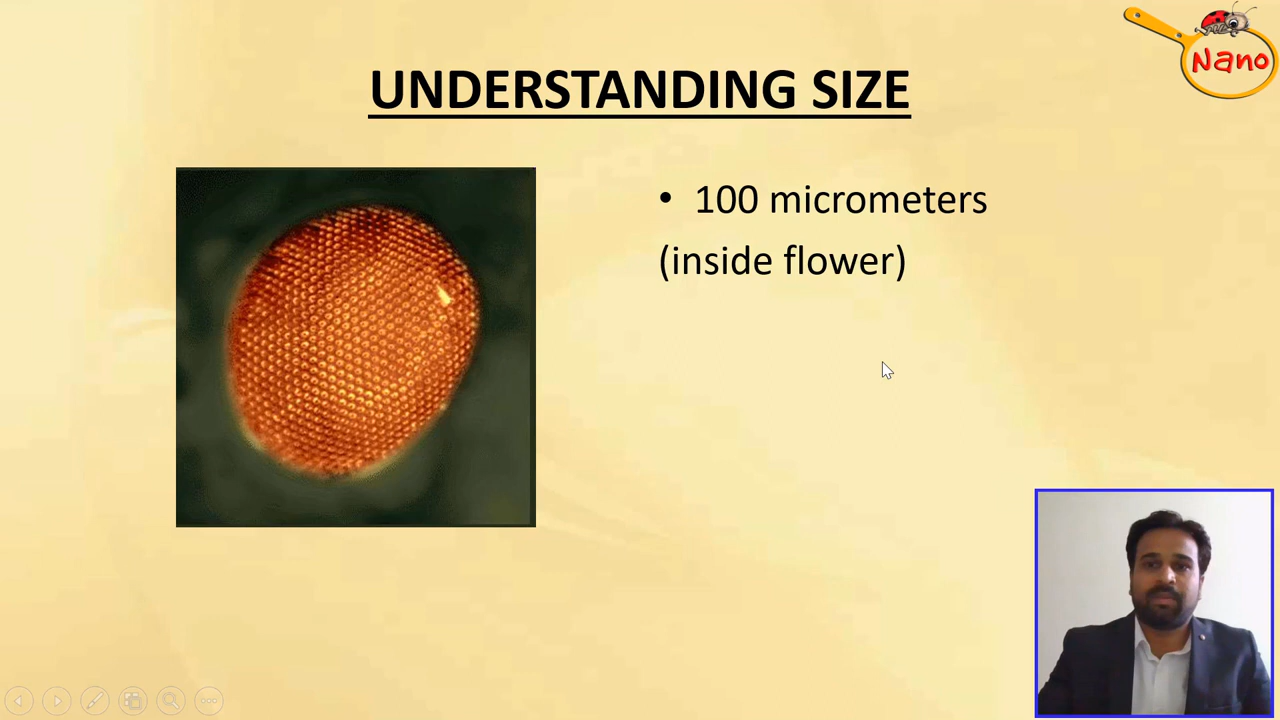 Nano
UNDERSTANDING SIZE
• 100 micrometers
(inside flower)